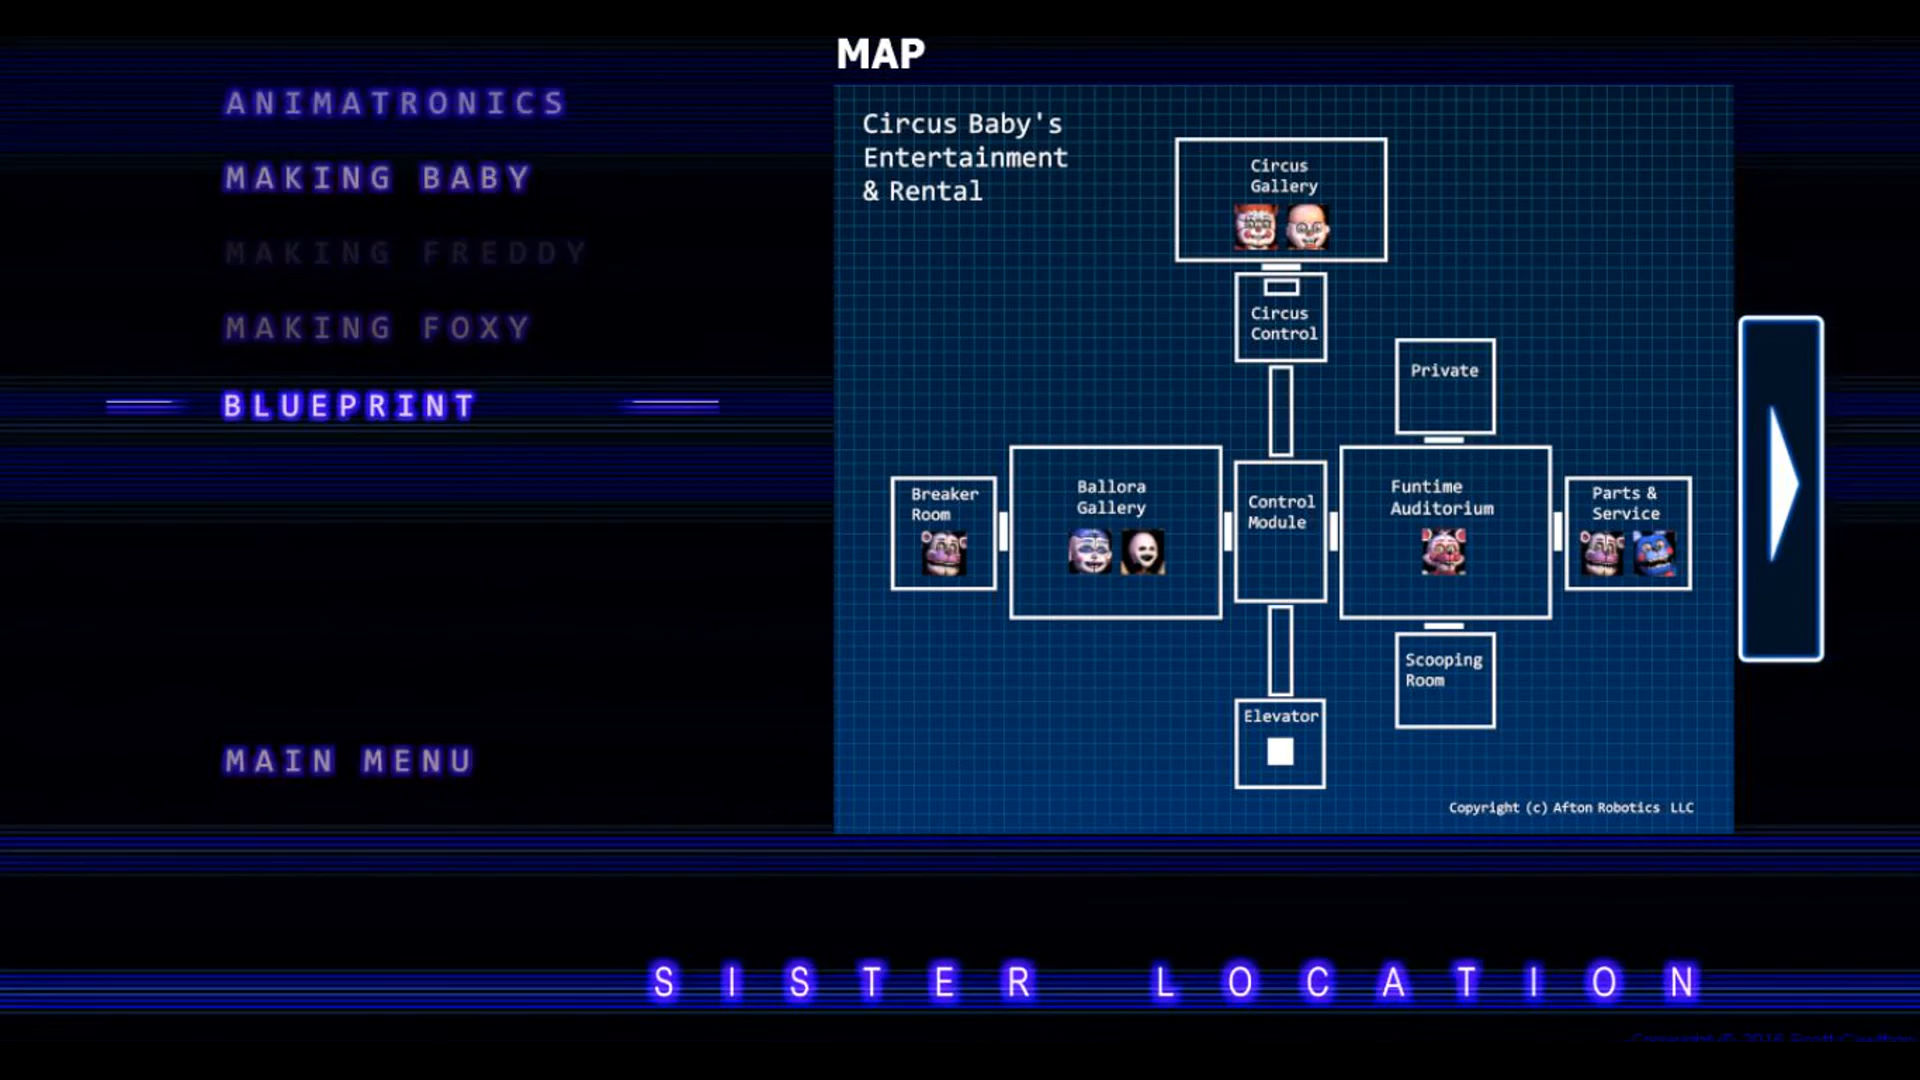 MAP
ANIMATRONICS
MAKING BABY
MAKING FREDDY
MAKING FOXY
BLUEPRINT
MAIN MENU
Circus Baby's
Entertainment
& Rental
Circus
Gallery
Circus
Control
Private
Breaker
Room
Ballora
Gallery
Control
Module
Funtime
Auditorium
Parts &
Service
Scooping
Room
Elevator
Copyright (c) Afton Robotics LLC
SISTER LOCATION